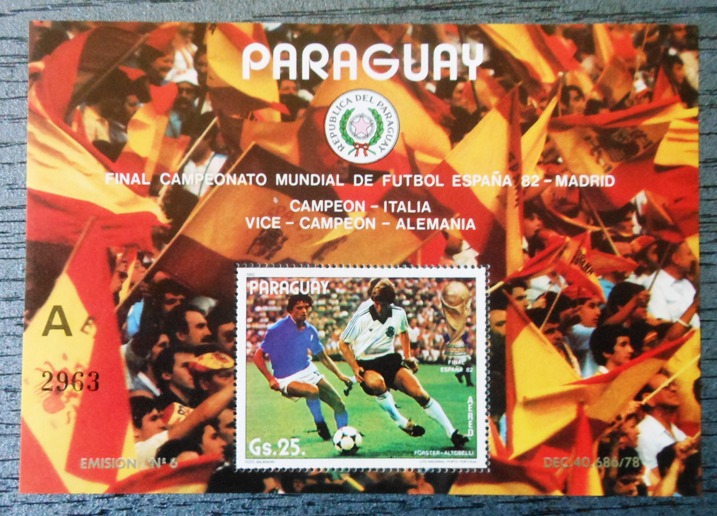 PARAGUAY
REPUBLICA DEL PARAGUAY
FINAL CAMPEONATO MUNDIAL DE FUTBOL ESPAÑA 82 - MADRID
CAMPEON - ITALIA
VICE - CAMPEON - ALEMANIA
PARAGUAY
FINAL
ESPAÑA 82
AEREO
Gs.25.
FÖRSTER-ALTOBELLI
A
2963
EMISION Nº 6
DEC. 40.686/78